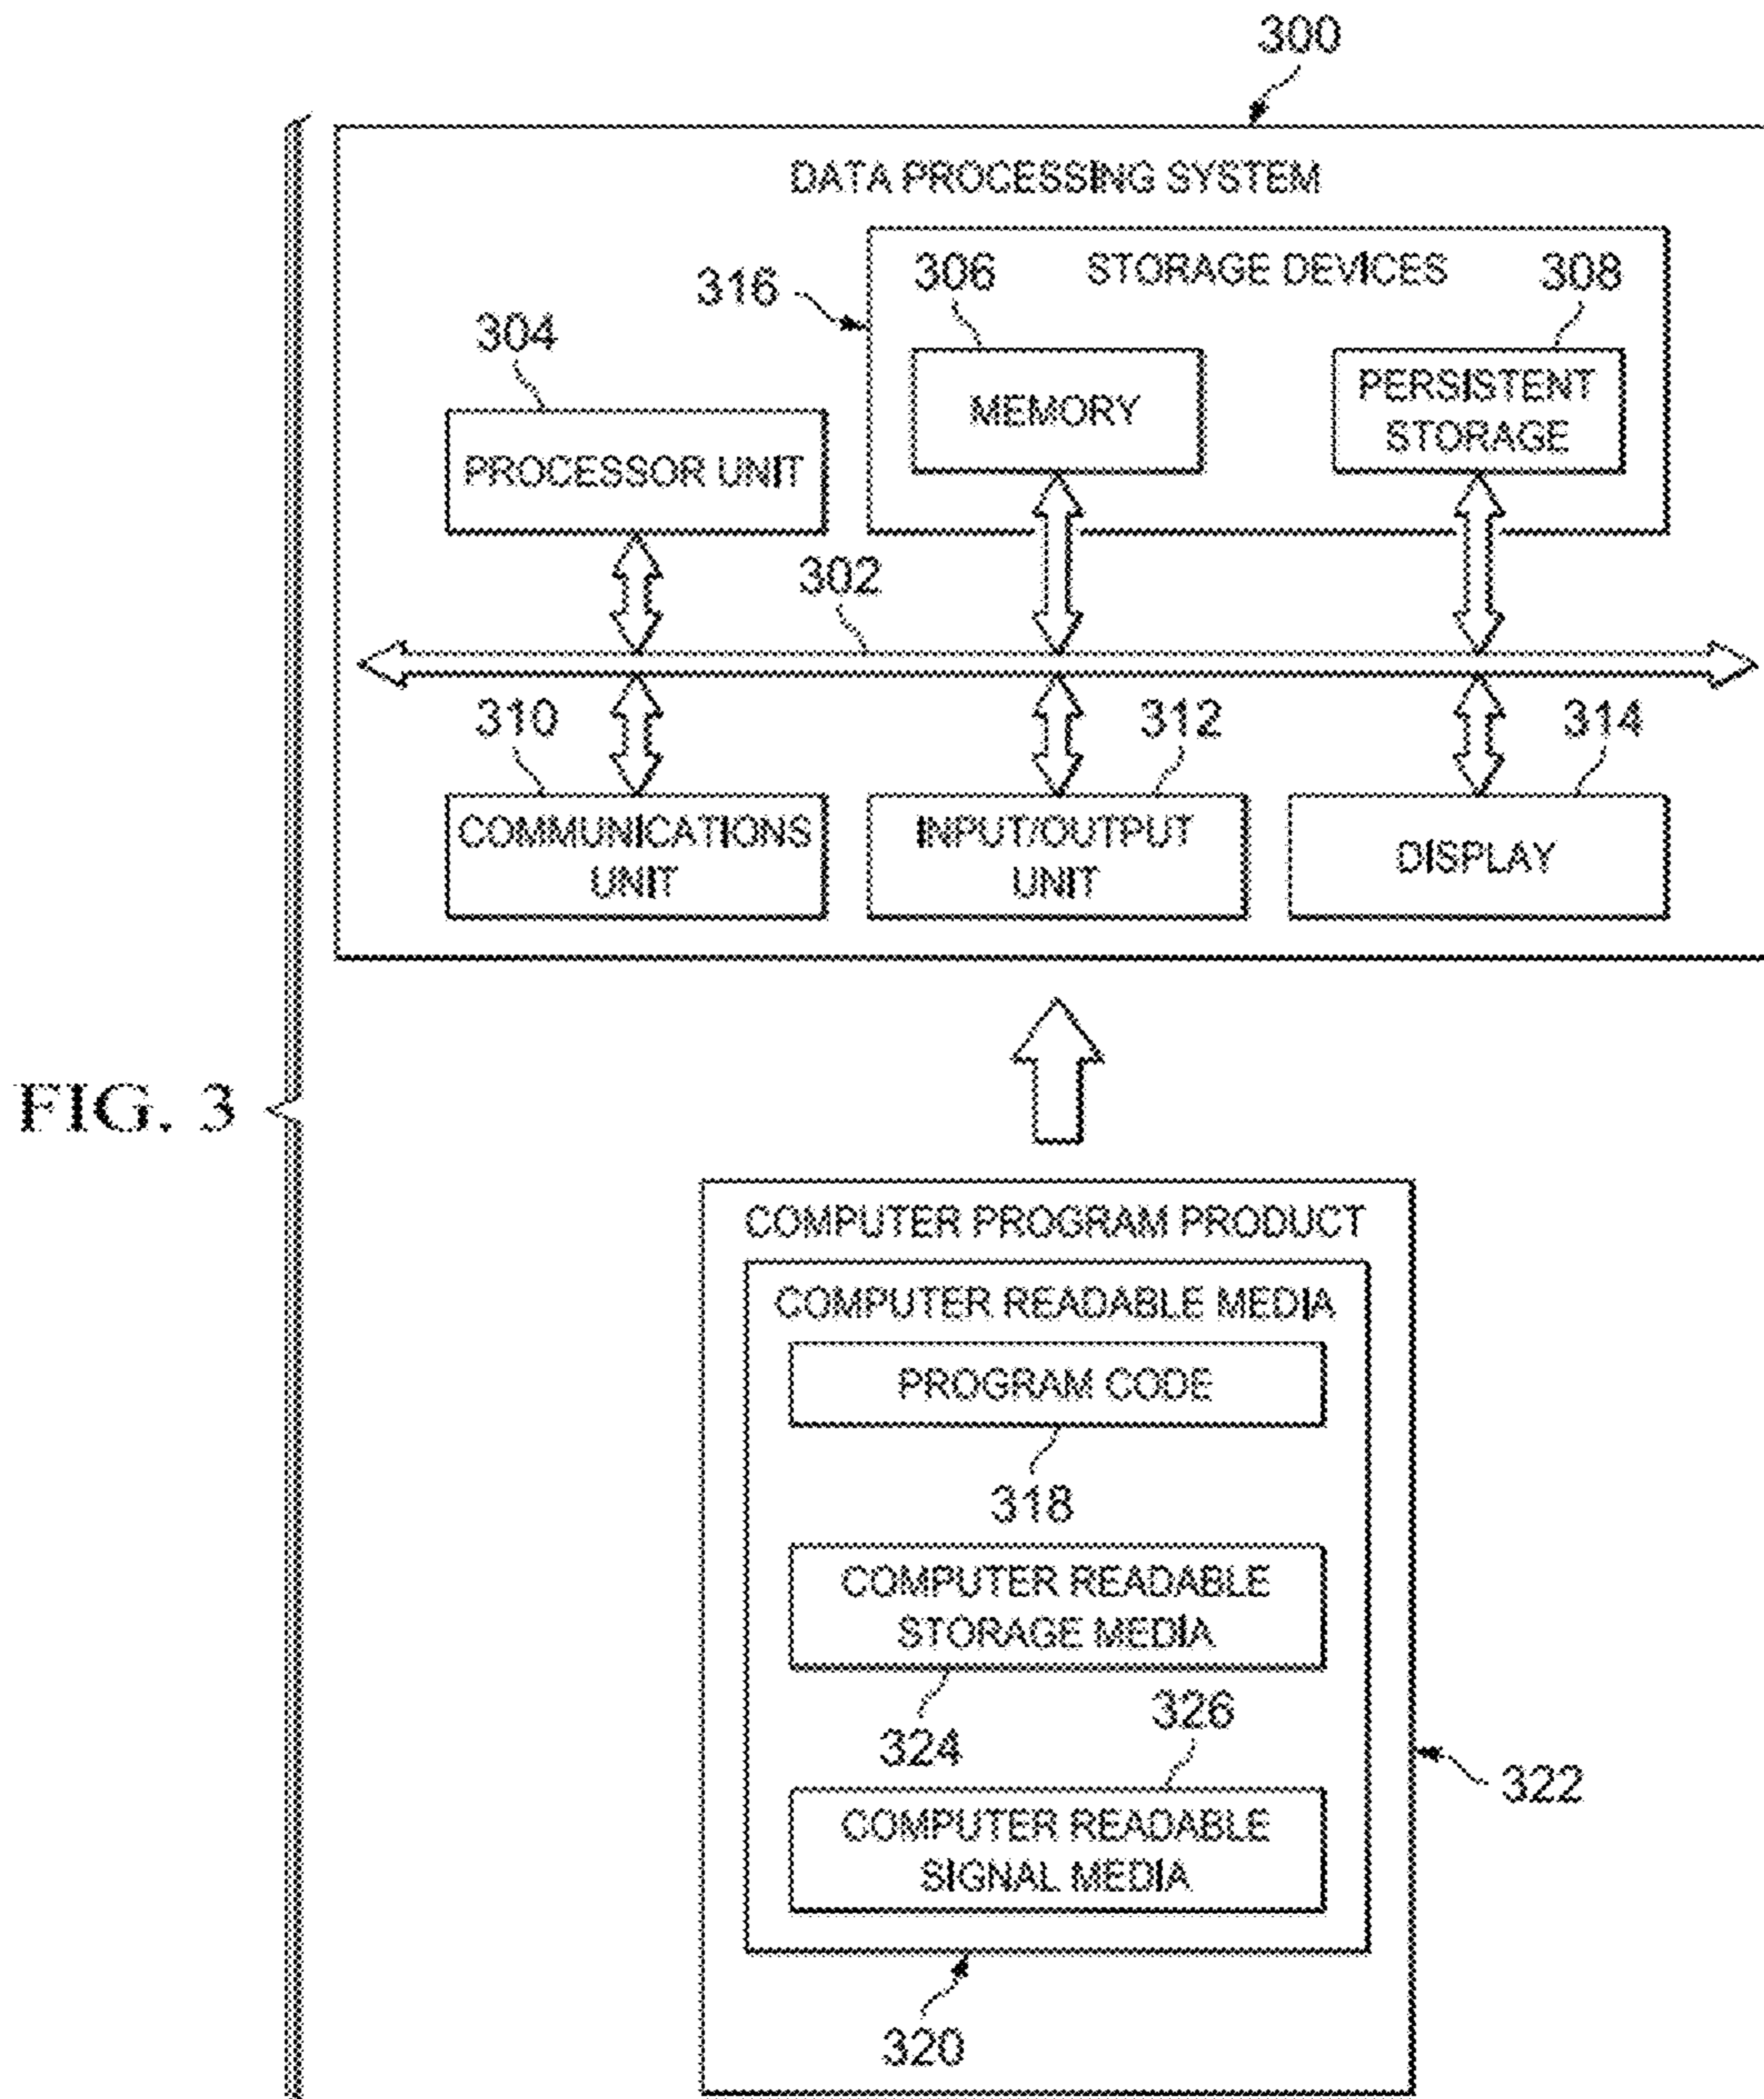 300
DATA PROCESSING SYSTEM
316
306
STORAGE DEVICES
308
304
MEMORY
PERSISTENT
STORAGE
PROCESSOR UNIT
302
310
312
314
COMMUNICATIONS
UNIT
INPUT/OUTPUT
UNIT
DISPLAY
FIG. 3
COMPUTER PROGRAM PRODUCT
COMPUTER READABLE MEDIA
PROGRAM CODE
318
COMPUTER READABLE
STORAGE MEDIA
324
326
322
COMPUTER READABLE
SIGNAL MEDIA
320